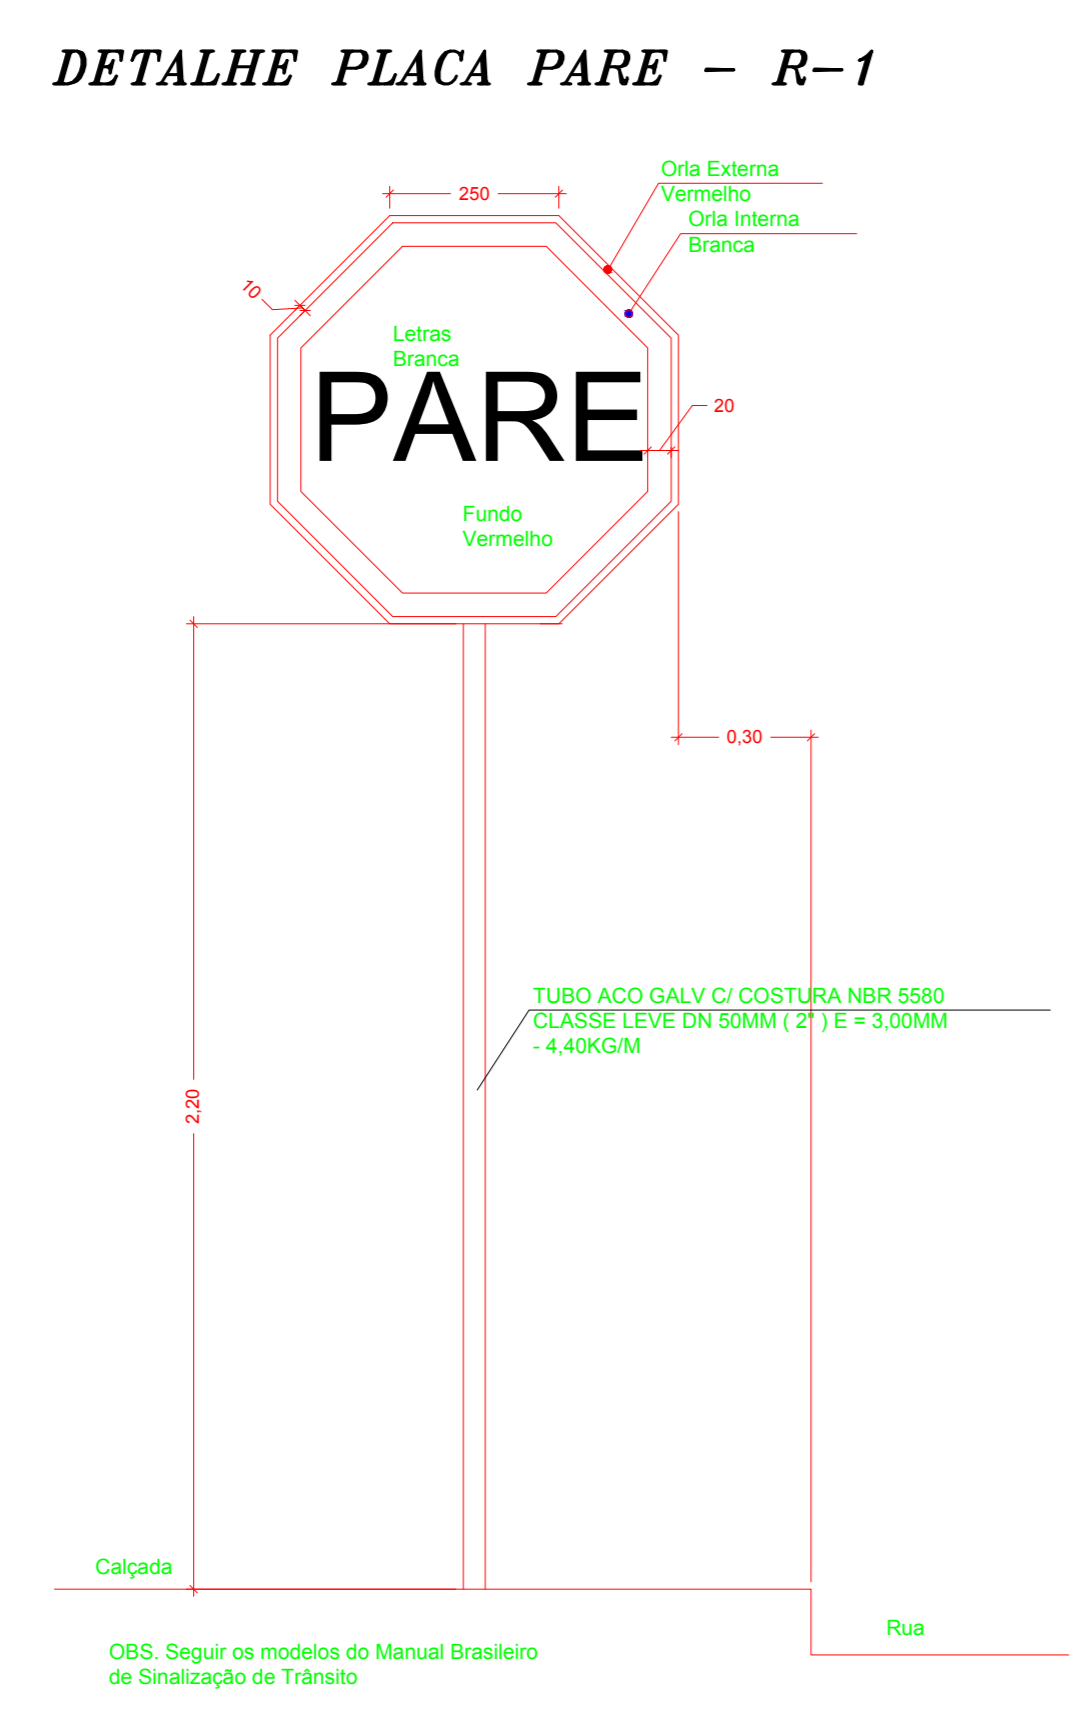 DETALHE PLACA PARE - R-1
Orla Externa
Vermelho
250
Orla Interna
Branca
10
Letras
Branca
PARE
20
Fundo
Vermelho
0,30
TUBO ACO GALV C/ COSTURA NBR 5580
CLASSE LEVE DN 50MM ( 2" ) E = 3,00MM
- 4,40KG/M
2,20
Calçada
Rua
OBS. Seguir os modelos do Manual Brasileiro
de Sinalização de Trânsito